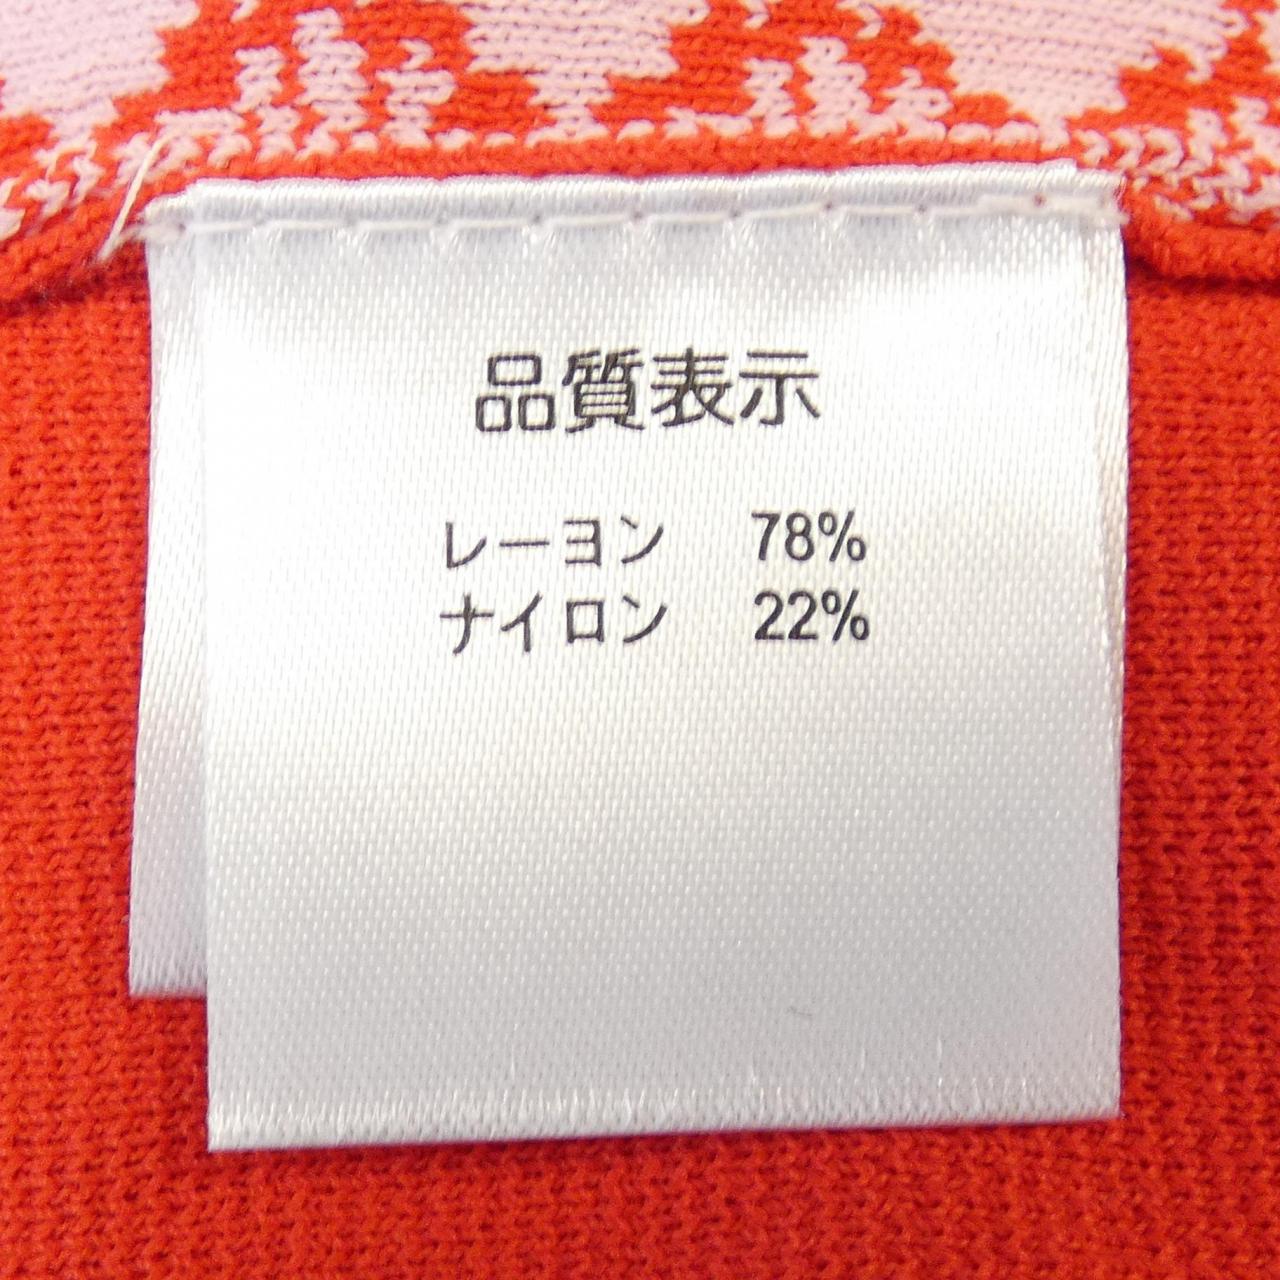 品質表示
レーヨン 78%
ナイロン 22%